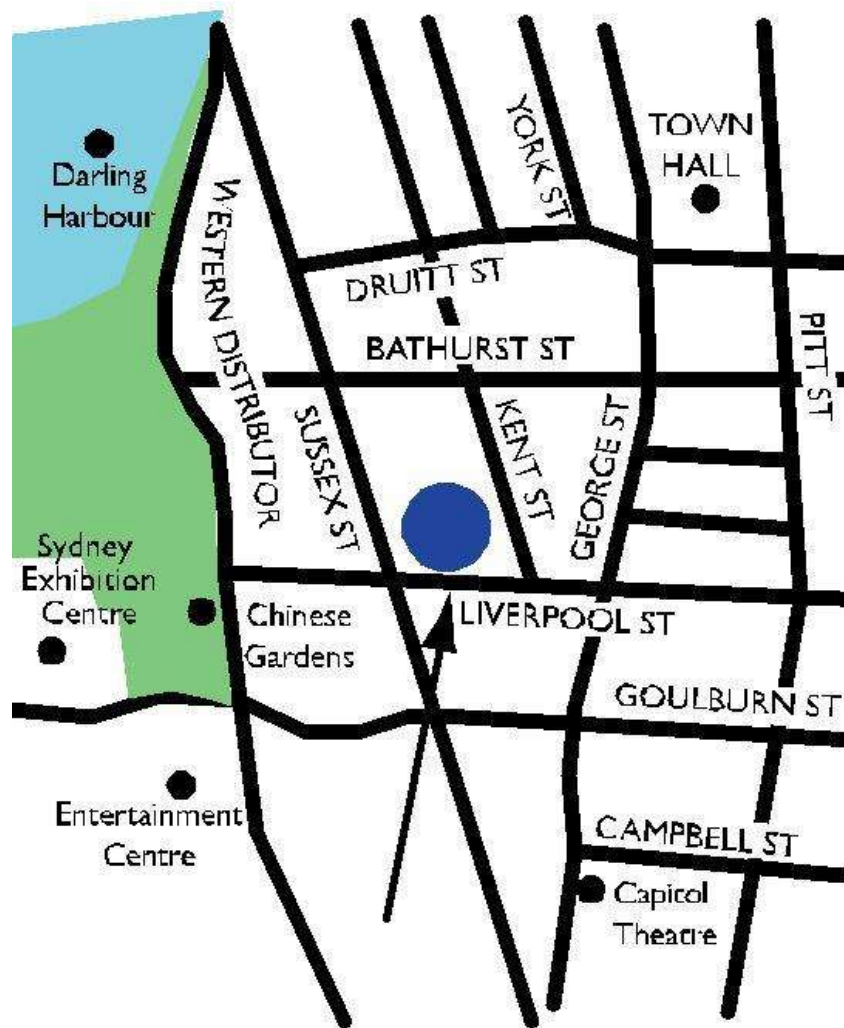 TOWN
HALL
YORK ST
Darling
Harbour
WESTERN DISTRIBUTOR
DRUITT ST
BATHURST ST
PITT ST
SUSSEX ST
KENT ST
GEORGE ST
Sydney
Exhibition
Centre
Chinese
Gardens
LIVERPOOL ST
GOULBURN ST
Entertainment
Centre
CAMPBELL ST
Capitol
Theatre